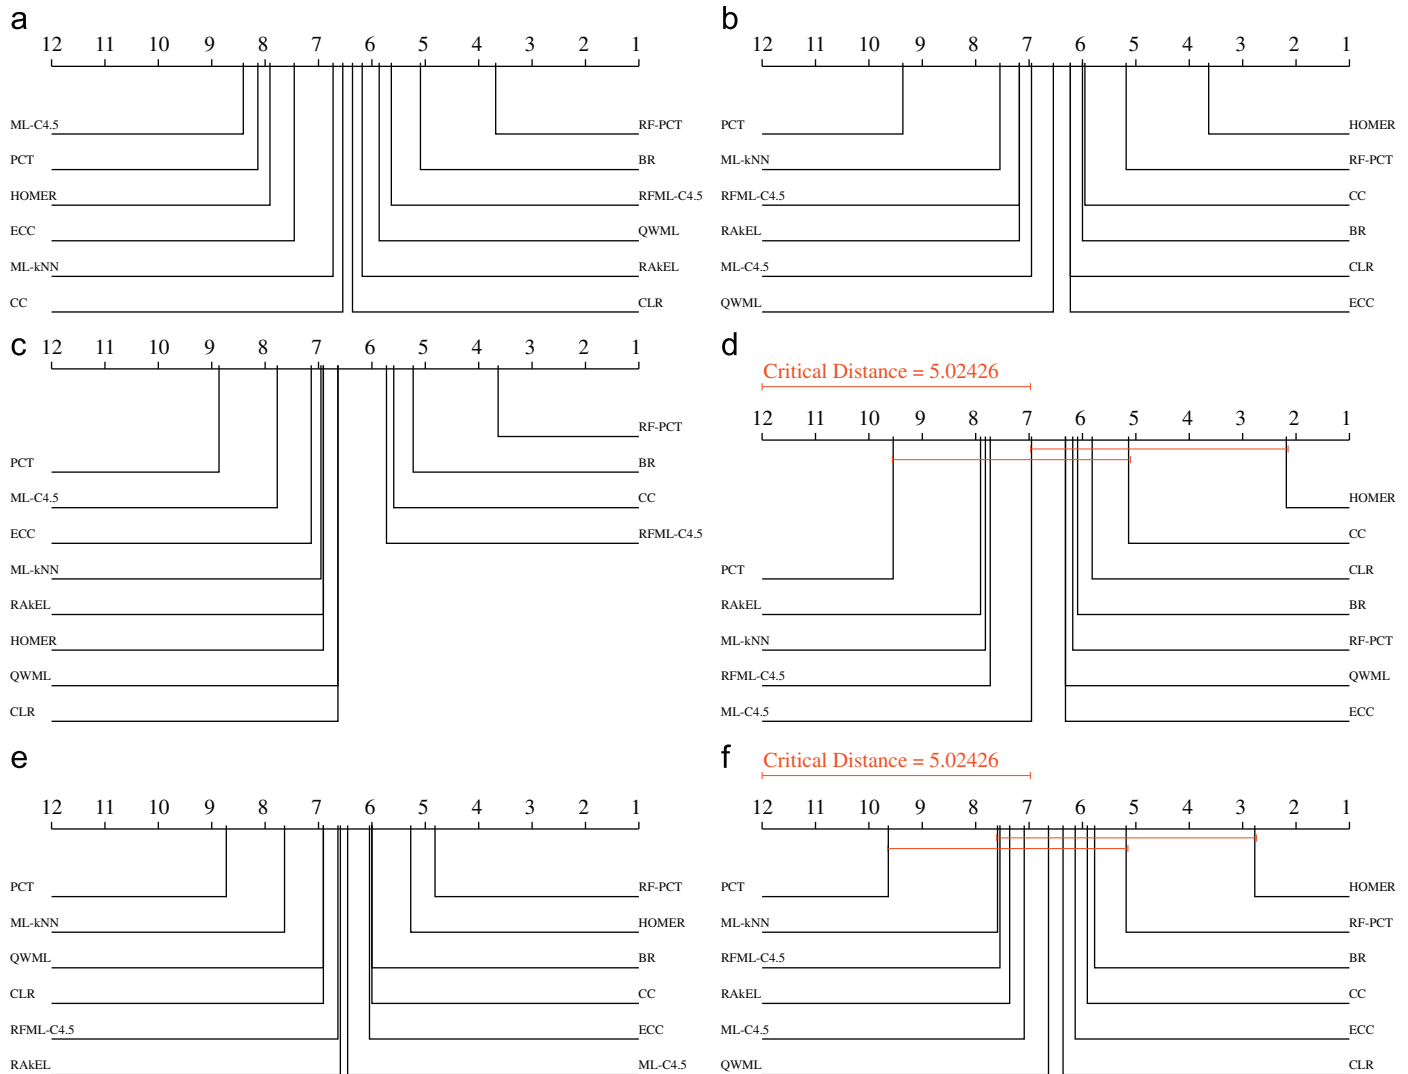 a
12 11 10 9 8 7 6 5 4 3 2 1
ML-C4.5
PCT
HOMER
ECC
ML-kNN
CC
RF-PCT
BR
RFML-C4.5
QWML
RAkEL
CLR
b
12 11 10 9 8 7 6 5 4 3 2 1
PCT
ML-kNN
RFML-C4.5
RAkEL
ML-C4.5
QWML
HOMER
RF-PCT
CC
BR
CLR
ECC
c
12 11 10 9 8 7 6 5 4 3 2 1
PCT
ML-C4.5
ECC
ML-kNN
RAkEL
HOMER
QWML
CLR
RF-PCT
BR
CC
RFML-C4.5
d
Critical Distance = 5.02426
12 11 10 9 8 7 6 5 4 3 2 1
PCT
RAkEL
ML-kNN
RFML-C4.5
ML-C4.5
HOMER
CC
CLR
BR
RF-PCT
QWML
ECC
e
12 11 10 9 8 7 6 5 4 3 2 1
PCT
ML-kNN
QWML
CLR
RFML-C4.5
RAkEL
RF-PCT
HOMER
BR
CC
ECC
ML-C4.5
f
Critical Distance = 5.02426
12 11 10 9 8 7 6 5 4 3 2 1
PCT
ML-kNN
RFML-C4.5
RAkEL
ML-C4.5
QWML
HOMER
RF-PCT
BR
CC
ECC
CLR